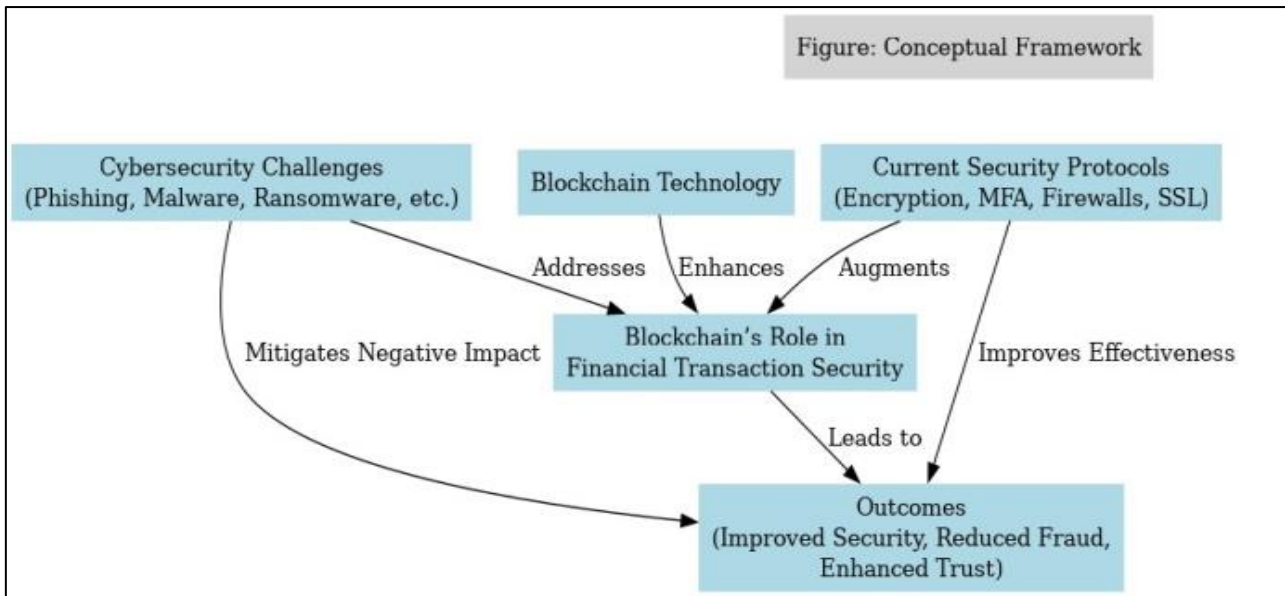 Figure: Conceptual Framework
Cybersecurity Challenges
(Phishing, Malware, Ransomware, etc.)
Blockchain Technology
Current Security Protocols
(Encryption, MFA, Firewalls, SSL)
Addresses
Enhances
Augments
Mitigates Negative Impact
Blockchain’s Role in
Financial Transaction Security
Improves Effectiveness
Leads to
Outcomes
(Improved Security, Reduced Fraud,
Enhanced Trust)